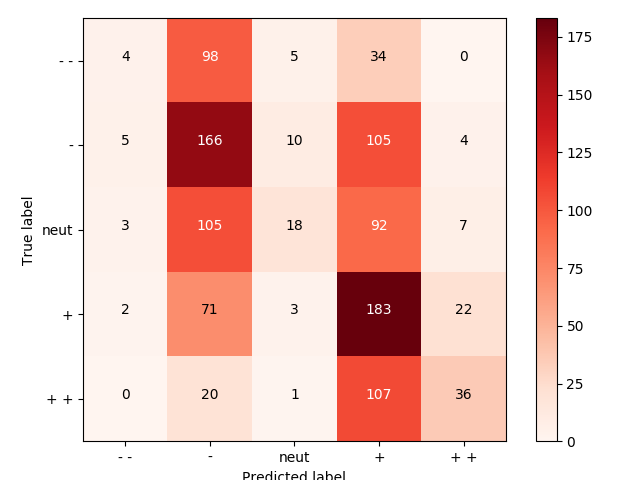 - - 4 98 5 34 0
- 5 166 10 105 4
neut 3 105 18 92 7
+ 2 71 3 183 22
+ + 0 20 1 107 36
- - - neut + + +
True label
Predicted label
175
150
125
100
75
50
25
0